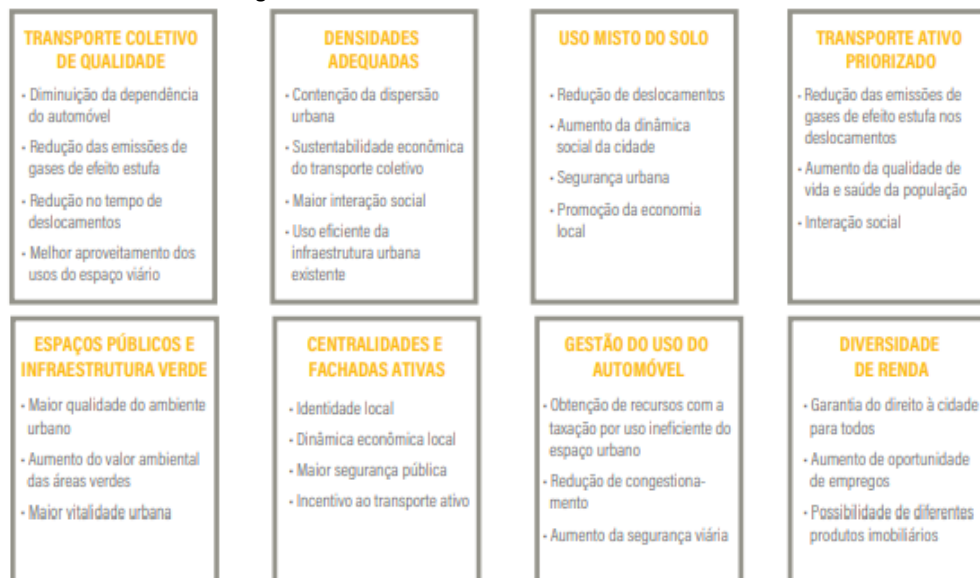 TRANSPORTE COLETIVO
DE QUALIDADE
- Diminuição da dependência
do automóvel
- Redução das emissões de
gases de efeito estufa
- Redução no tempo de
deslocamentos
- Melhor aproveitamento dos
usos do espaço viário
DENSIDADES
ADEQUADAS
- Contenção da dispersão
urbana
- Sustentabilidade econômica
do transporte coletivo
- Maior interação social
- Uso eficiente da
infraestrutura urbana
existente
USO MISTO DO SOLO
- Redução de deslocamentos
- Aumento da dinâmica
social da cidade
- Segurança urbana
- Promoção da economia
local
TRANSPORTE ATIVO
PRIORIZADO
- Redução das emissões de
gases de efeito estufa nos
deslocamentos
- Aumento da qualidade de
vida e saúde da população
- Interação social
ESPAÇOS PÚBLICOS E
INFRAESTRUTURA VERDE
- Maior qualidade do ambiente
urbano
- Aumento do valor ambiental
das áreas verdes
- Maior vitalidade urbana
CENTRALIDADES E
FACHADAS ATIVAS
- Identidade local
- Dinâmica econômica local
- Maior segurança pública
- Incentivo ao transporte ativo
GESTÃO DO USO DO
AUTOMÓVEL
- Obtenção de recursos com a
taxação por uso ineficiente do
espaço urbano
- Redução de congestiona-
mento
- Aumento da segurança viária
DIVERSIDADE
DE RENDA
- Garantia do direito à cidade
para todos
- Aumento de oportunidade
de empregos
- Possibilidade de diferentes
produtos imobiliários